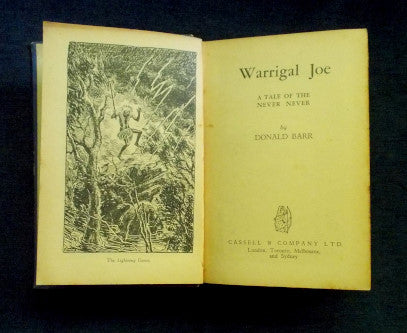 The Lightning Dance.
Warrigal Joe
A TALE OF THE
NEVER NEVER
by
DONALD BARR
CASSELL & COMPANY LTD.
London, Toronto, Melbourne,
and Sydney